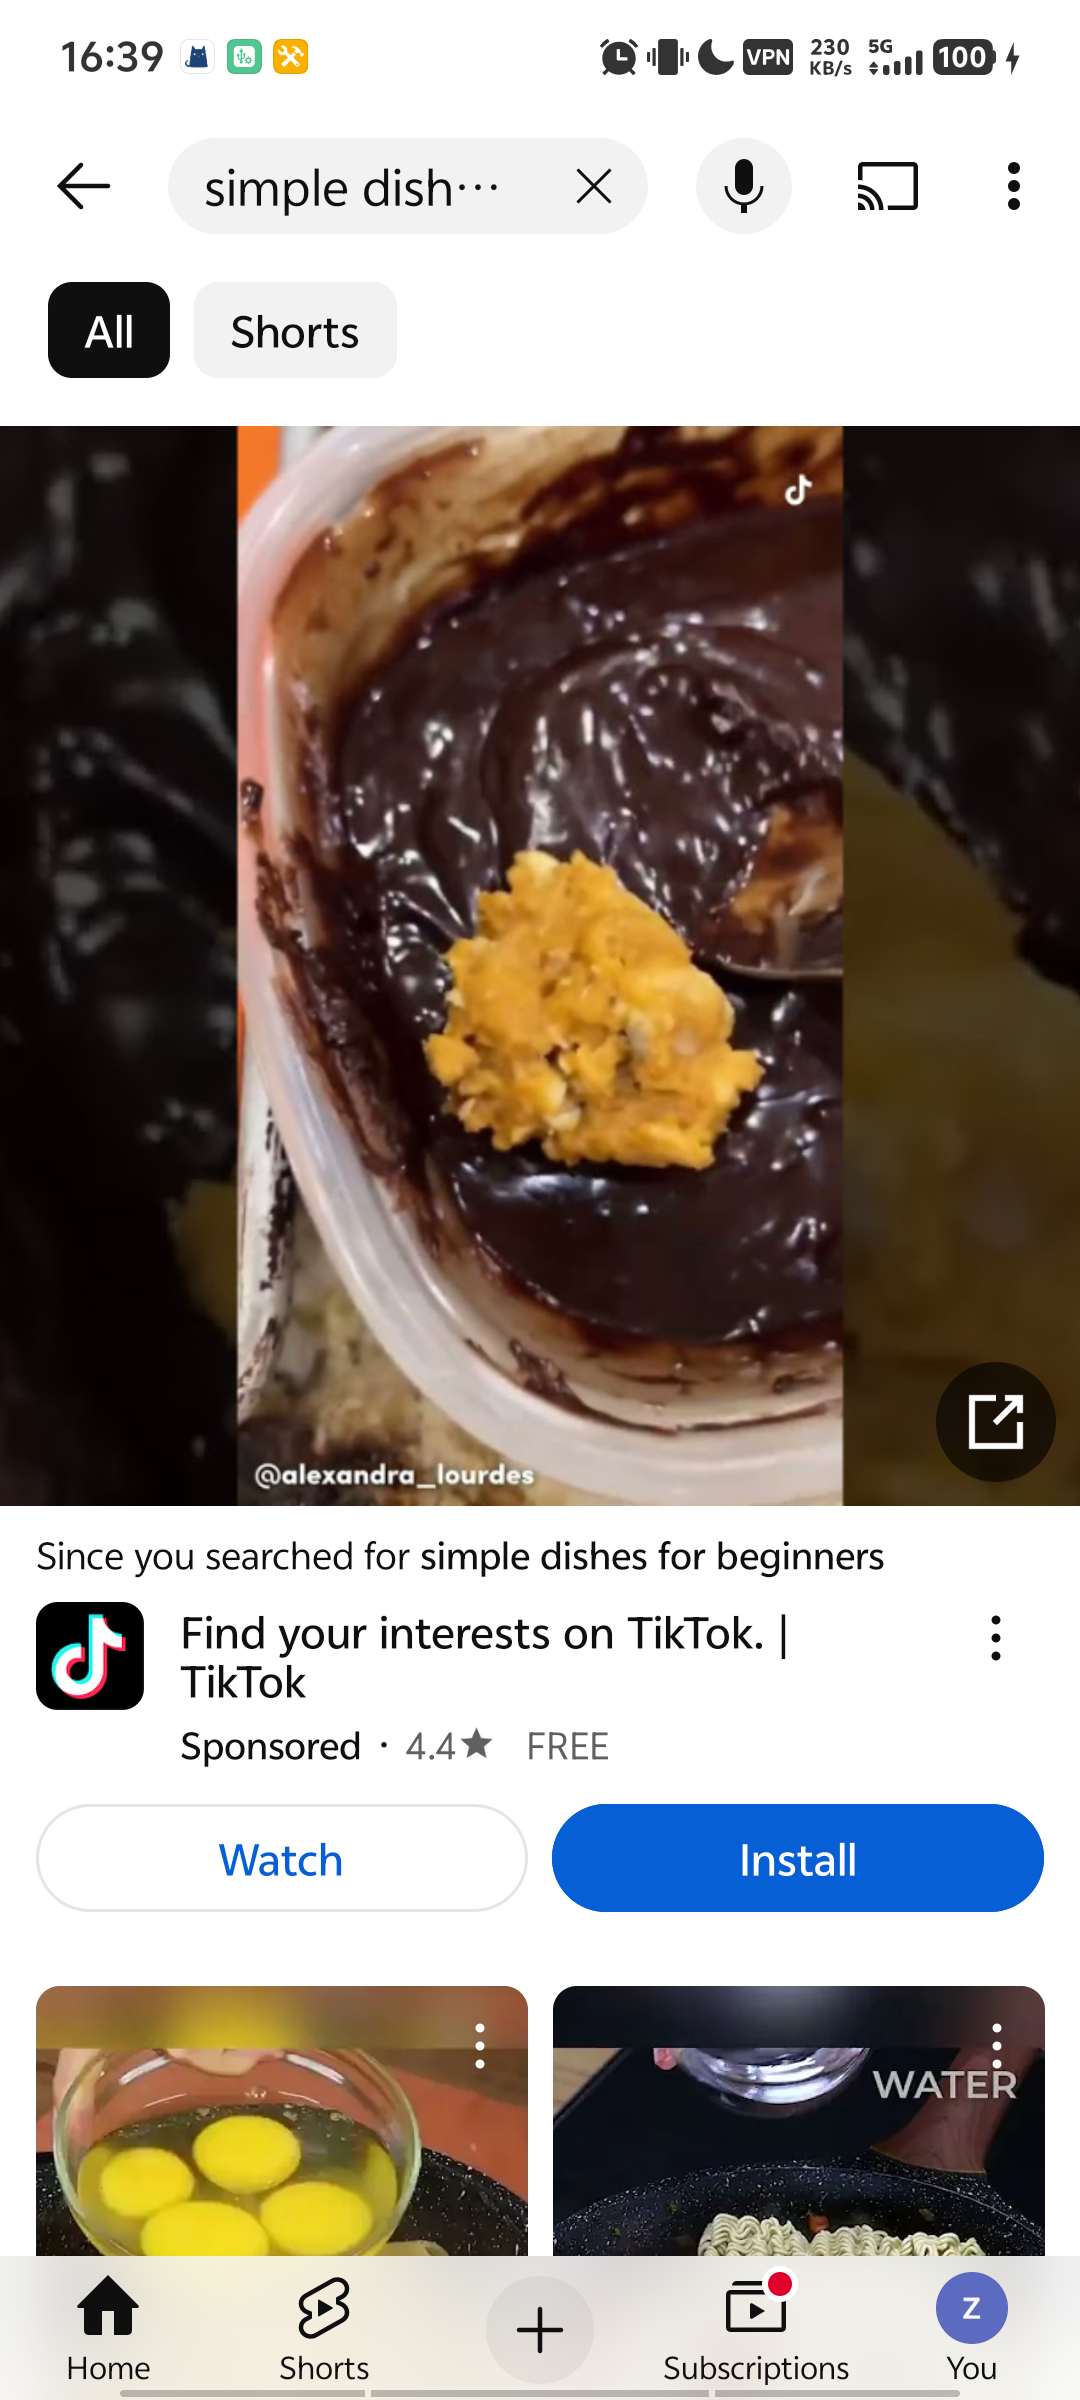 16:39
VPN
230 KB/s
5G
100
simple dish···
All
Shorts
@alexandra_lourdes
Since you searched for simple dishes for beginners
Find your interests on TikTok. |
TikTok
Sponsored · 4.4★ FREE
Watch
Install
WATER
Home
Shorts
Subscriptions
Z
You